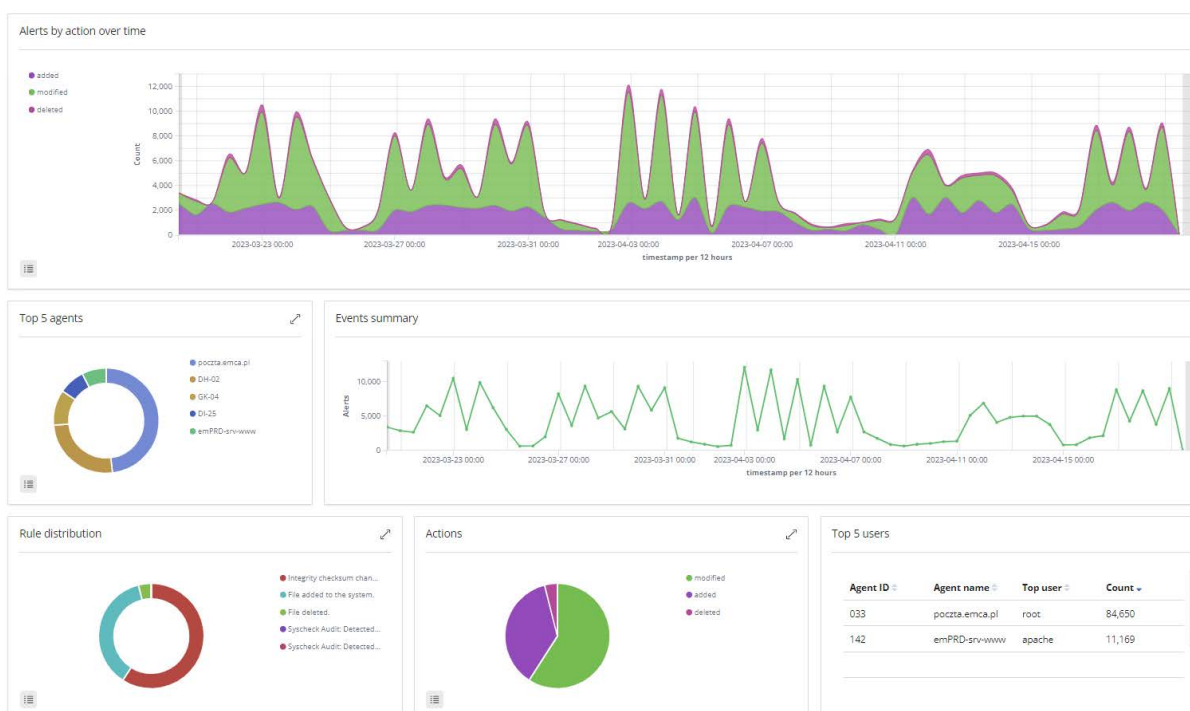 Alerts by action over time
added
modified
deleted
12,000
10,000
8,000
6,000
4,000
2,000
0
Count
2023-03-23 00:00 2023-03-27 00:00 2023-03-31 00:00 2023-04-03 00:00 2023-04-07 00:00 2023-04-11 00:00 2023-04-15 00:00
timestamp per 12 hours
Top 5 agents
poczta.emca.pl
DH-02
GK-04
DI-25
emPRD-srv-www
Events summary
10,000
5,000
0
Alerts
2023-03-23 00:00 2023-03-27 00:00 2023-03-31 00:00 2023-04-03 00:00 2023-04-07 00:00 2023-04-11 00:00 2023-04-15 00:00
timestamp per 12 hours
Rule distribution
Integrity checksum chan...
File added to the system.
File deleted.
Syscheck Audit: Detected...
Syscheck Audit: Detected...
Actions
modified
added
deleted
Top 5 users
Agent ID Agent name Top user Count
033 poczta.emca.pl root 84,650
142 emPRD-srv-www apache 11,169